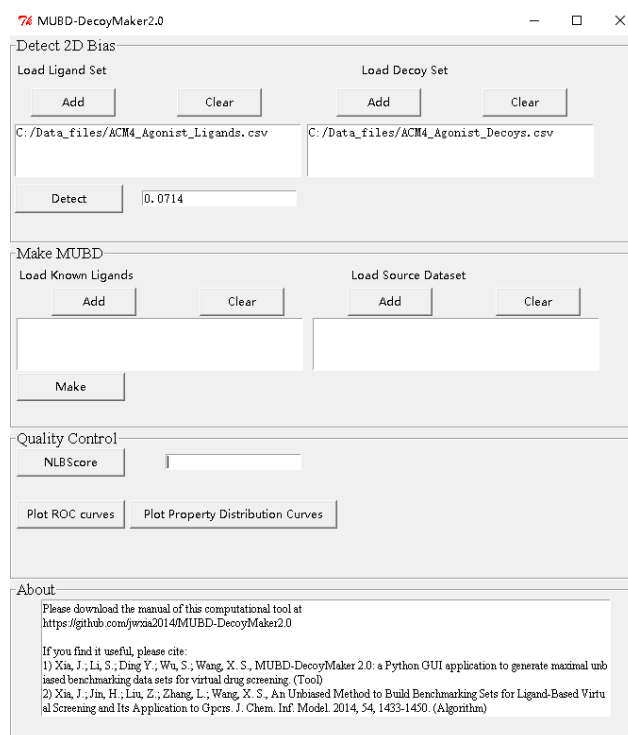 MUBD-DecoyMaker2.0
Detect 2D Bias
Load Ligand Set Load Decoy Set
Add Clear Add Clear
C:/Data_files/ACM4_Agonist_Ligands.csv C:/Data_files/ACM4_Agonist_Decoys.csv
Detect 0.0714
Make MUBD
Load Known Ligands Load Source Dataset
Add Clear Add Clear
Make
Quality Control
NLBScore
Plot ROC curves Plot Property Distribution Curves
About
Please download the manual of this computational tool at
https://github.com/jwxia2014/MUBD-DecoyMaker2.0
If you find it useful, please cite:
1) Xia, J.; Li, S.; Ding Y.; Wu, S.; Wang, X. S., MUBD-DecoyMaker 2.0: a Python GUI application to generate maximal unb
iased benchmarking data sets for virtual drug screening. (Tool)
2) Xia, J.; Jin, H.; Liu, Z.; Zhang, L.; Wang, X. S., An Unbiased Method to Build Benchmarking Sets for Ligand-Based Virtu
al Screening and Its Application to Gpcrs. J. Chem. Inf. Model. 2014, 54, 1433-1450. (Algorithm)